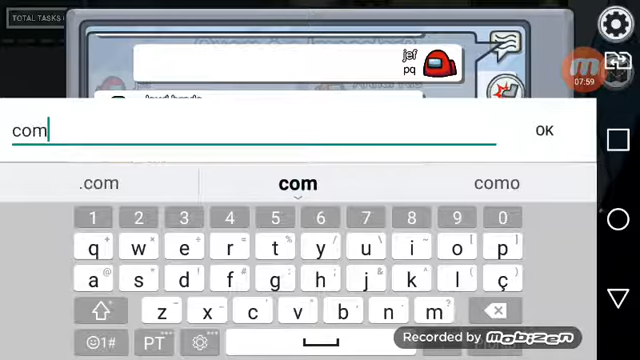 TOTAL TASKS
jef
pq
07:59
com
OK
.com com como
1 2 3 4 5 6 7 8 9 0
q w e r t y u i o p
a s d f g h j k l ç
z x c v b n m
1# PT
Recorded by Mobizen